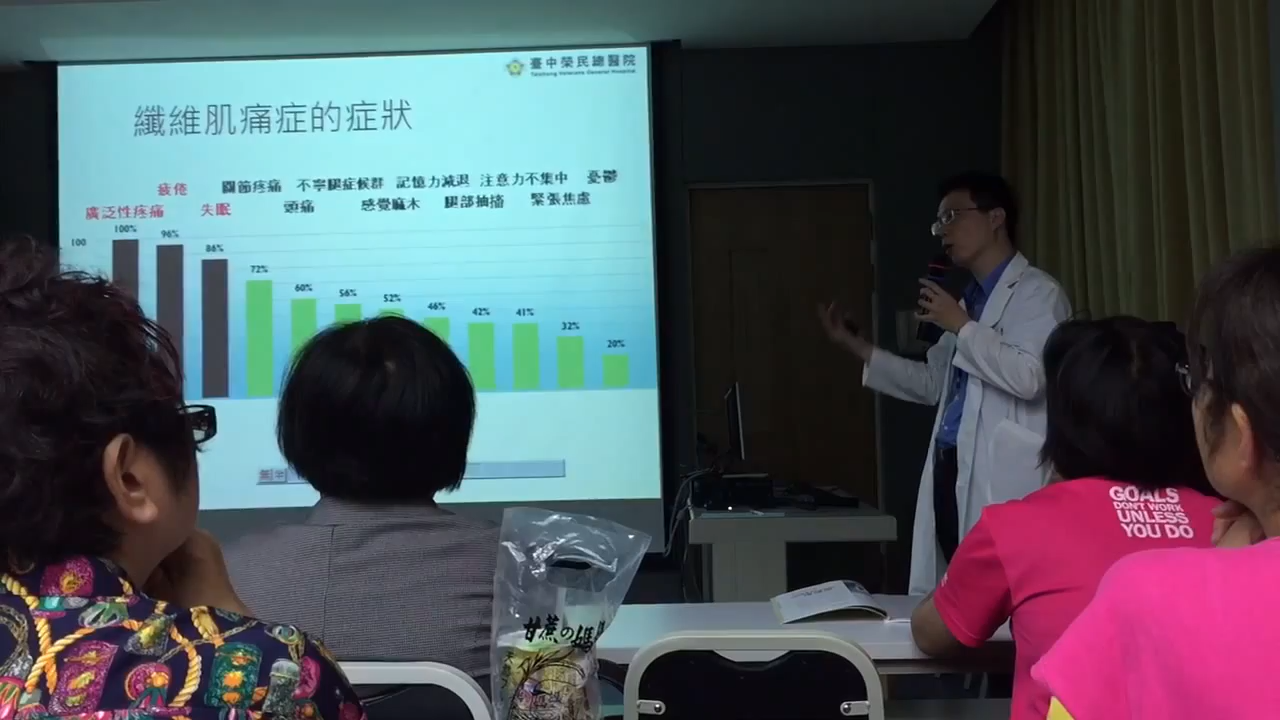 臺中榮民總醫院
Taichung Veterans General Hospital
纖維肌痛症的症狀
疲倦 關節疼痛 不寧腿症候群 記憶力減退 注意力不集中 憂鬱
廣泛性疼痛 失眠 頭痛 感覺麻木 腿部抽搐 緊張焦慮
100
100%
96%
86%
72%
60%
56%
52%
46%
42%
41%
32%
20%
GOALS
DON'T WORK
UNLESS
YOU DO
甘蔗の媽